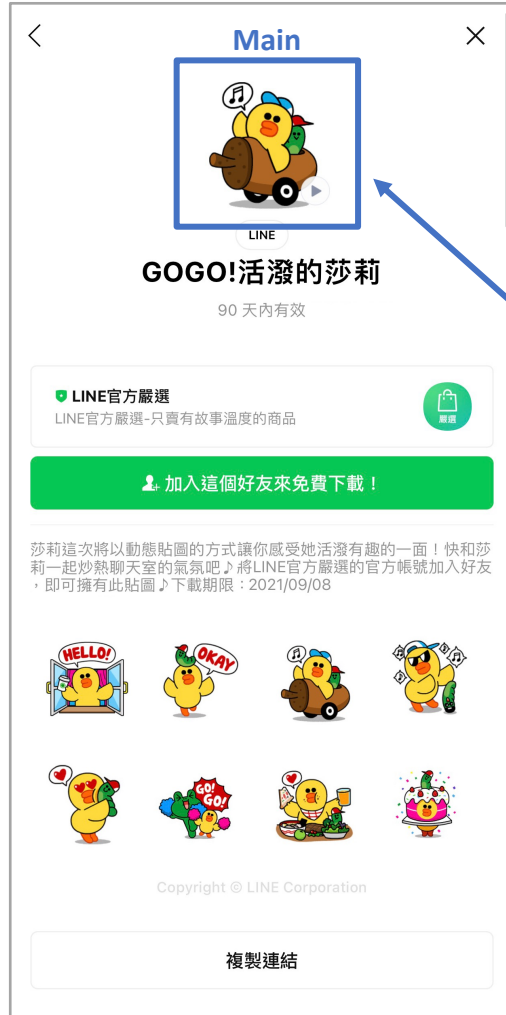 Main
LINE
GOGO!活潑的莎莉
90 天內有效
LINE官方嚴選
LINE官方嚴選-只賣有故事溫度的商品
嚴選
加入這個好友來免費下載！
莎莉這次將以動態貼圖的方式讓你感受她活潑有趣的一面！快和莎
莉一起炒熱聊天室的氣氛吧♪將LINE官方嚴選的官方帳號加入好友
，即可擁有此貼圖♪下載期限：2021/09/08
HELLO!
OKAY
GO!
GO!
Copyright © LINE Corporation
複製連結